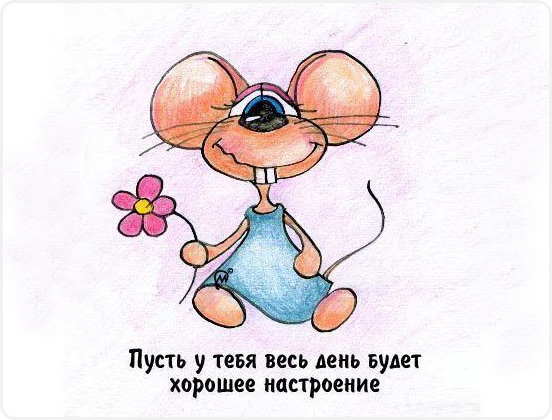 Пусть у тебя весь день будет
хорошее настроение